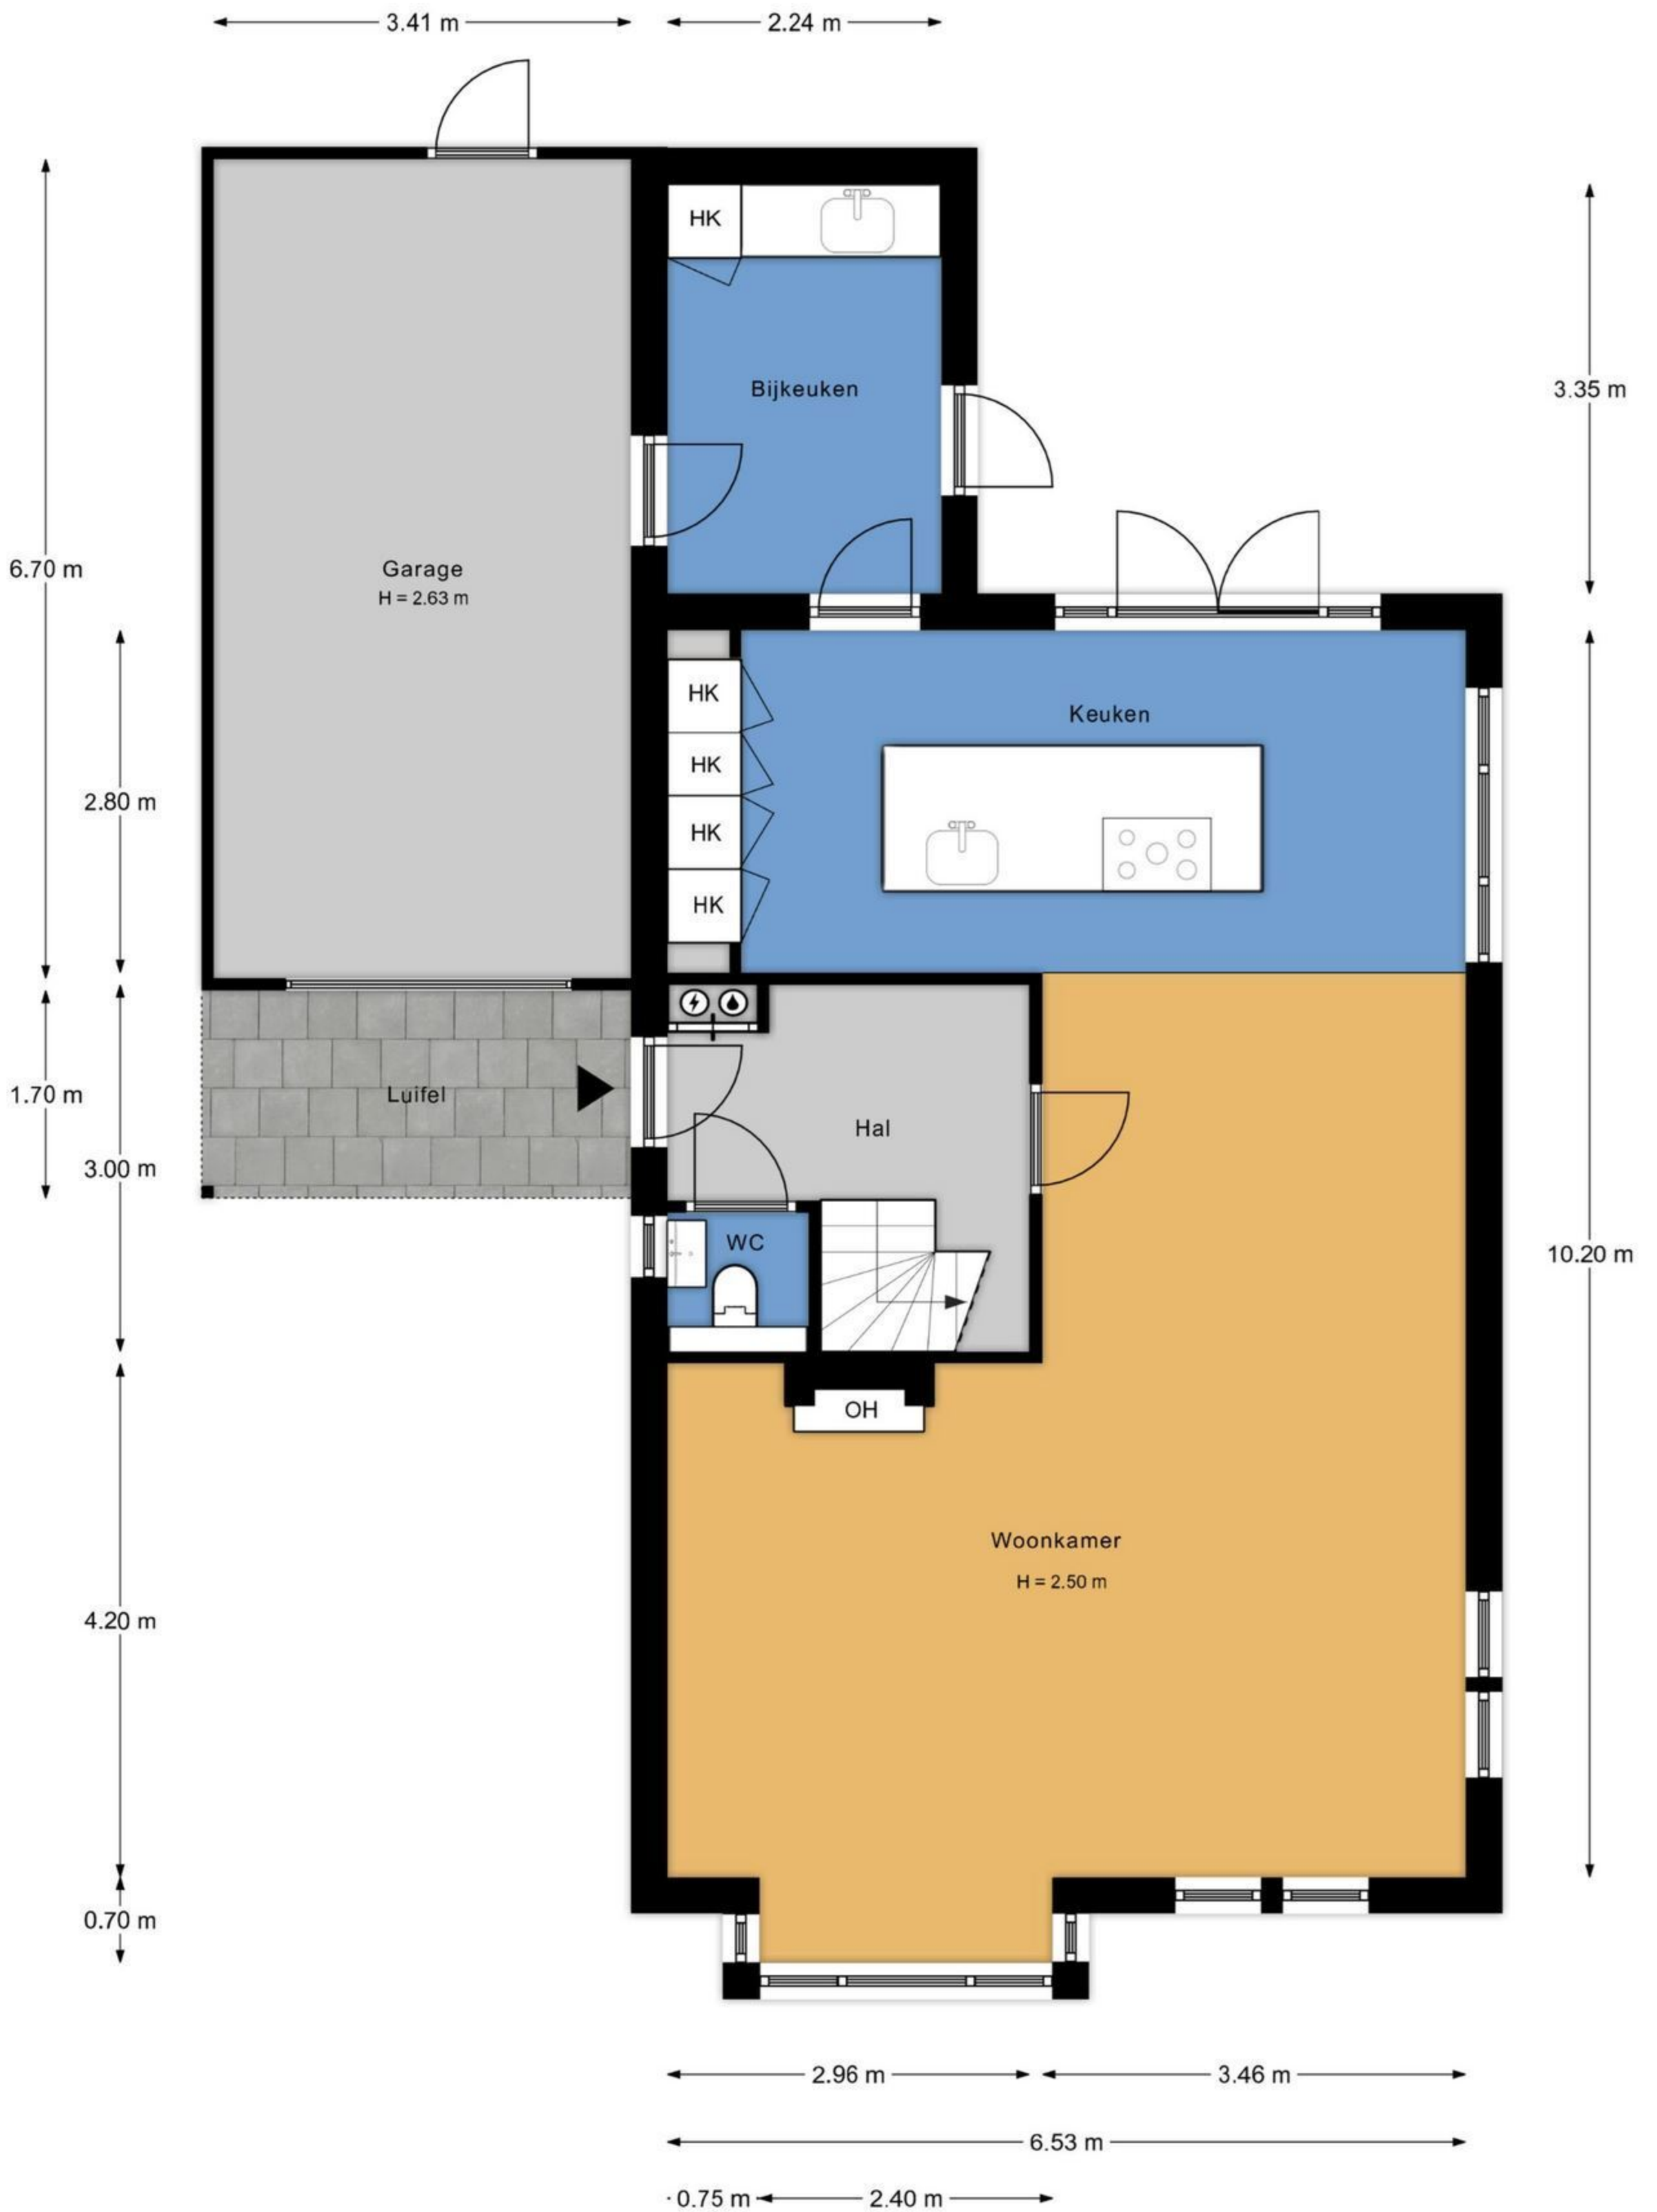 3.41 m
2.24 m
HK
Bijkeuken
3.35 m
6.70 m
Garage
H = 2.63 m
HK
Keuken
HK
2.80 m
HK
HK
1.70 m
Luifel
Hal
3.00 m
WC
10.20 m
OH
Woonkamer
H = 2.50 m
4.20 m
0.70 m
2.96 m
3.46 m
6.53 m
0.75 m
2.40 m